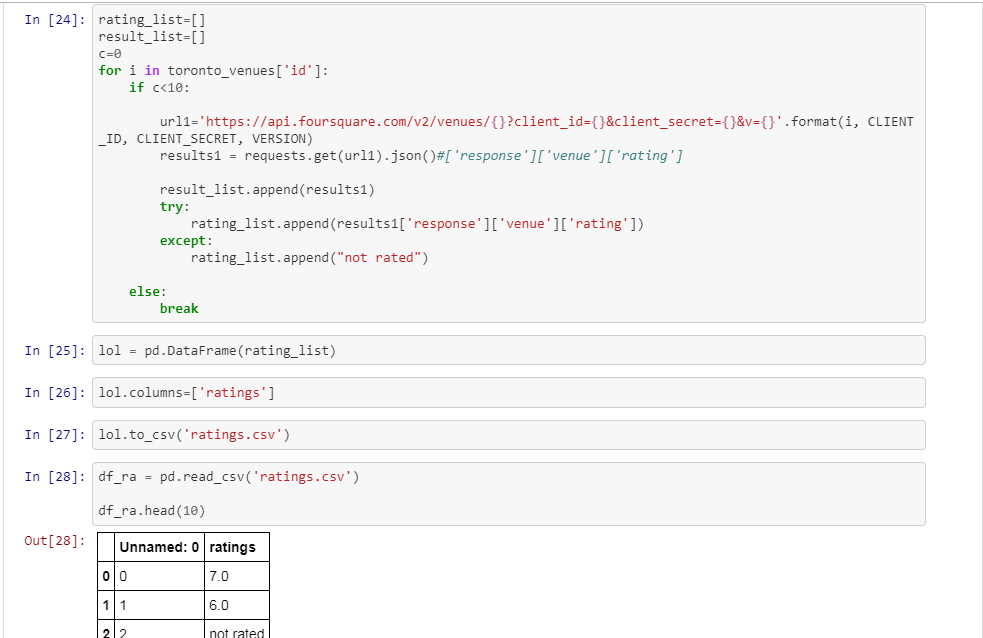 In [24]: rating_list=[]
result_list=[]
c=0
for i in toronto_venues['id']:
if c<10:
url1='https://api.foursquare.com/v2/venues/{}?client_id={}&client_secret={}&v={}'.format(i, CLIENT
_ID, CLIENT_SECRET, VERSION)
results1 = requests.get(url1).json()#['response']['venue']['rating']
result_list.append(results1)
try:
rating_list.append(results1['response']['venue']['rating'])
except:
rating_list.append("not rated")
else:
break
In [25]: lol = pd.DataFrame(rating_list)
In [26]: lol.columns=['ratings']
In [27]: lol.to_csv('ratings.csv')
In [28]: df_ra = pd.read_csv('ratings.csv')
df_ra.head(10)
Out[28]:
Unnamed: 0 ratings
0 0 7.0
1 1 6.0
2 2 not rated